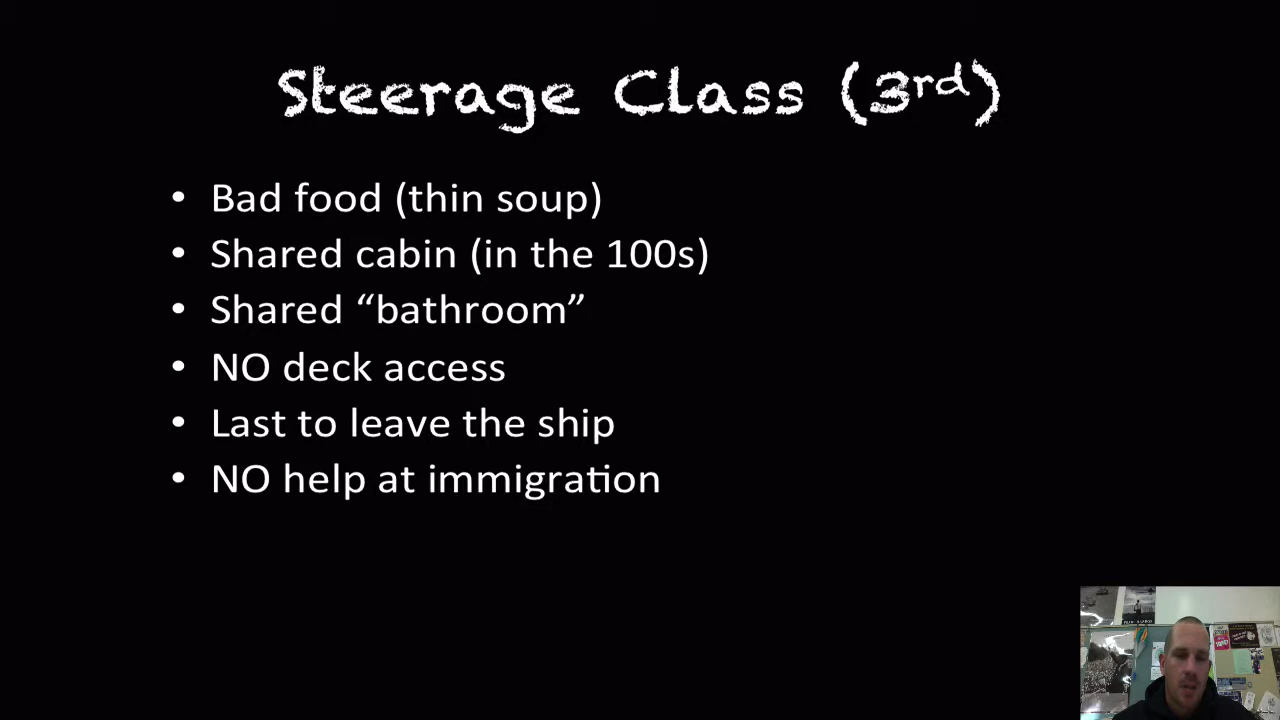 Steerage Class (3rd)
• Bad food (thin soup)
• Shared cabin (in the 100s)
• Shared “bathroom”
• NO deck access
• Last to leave the ship
• NO help at immigration